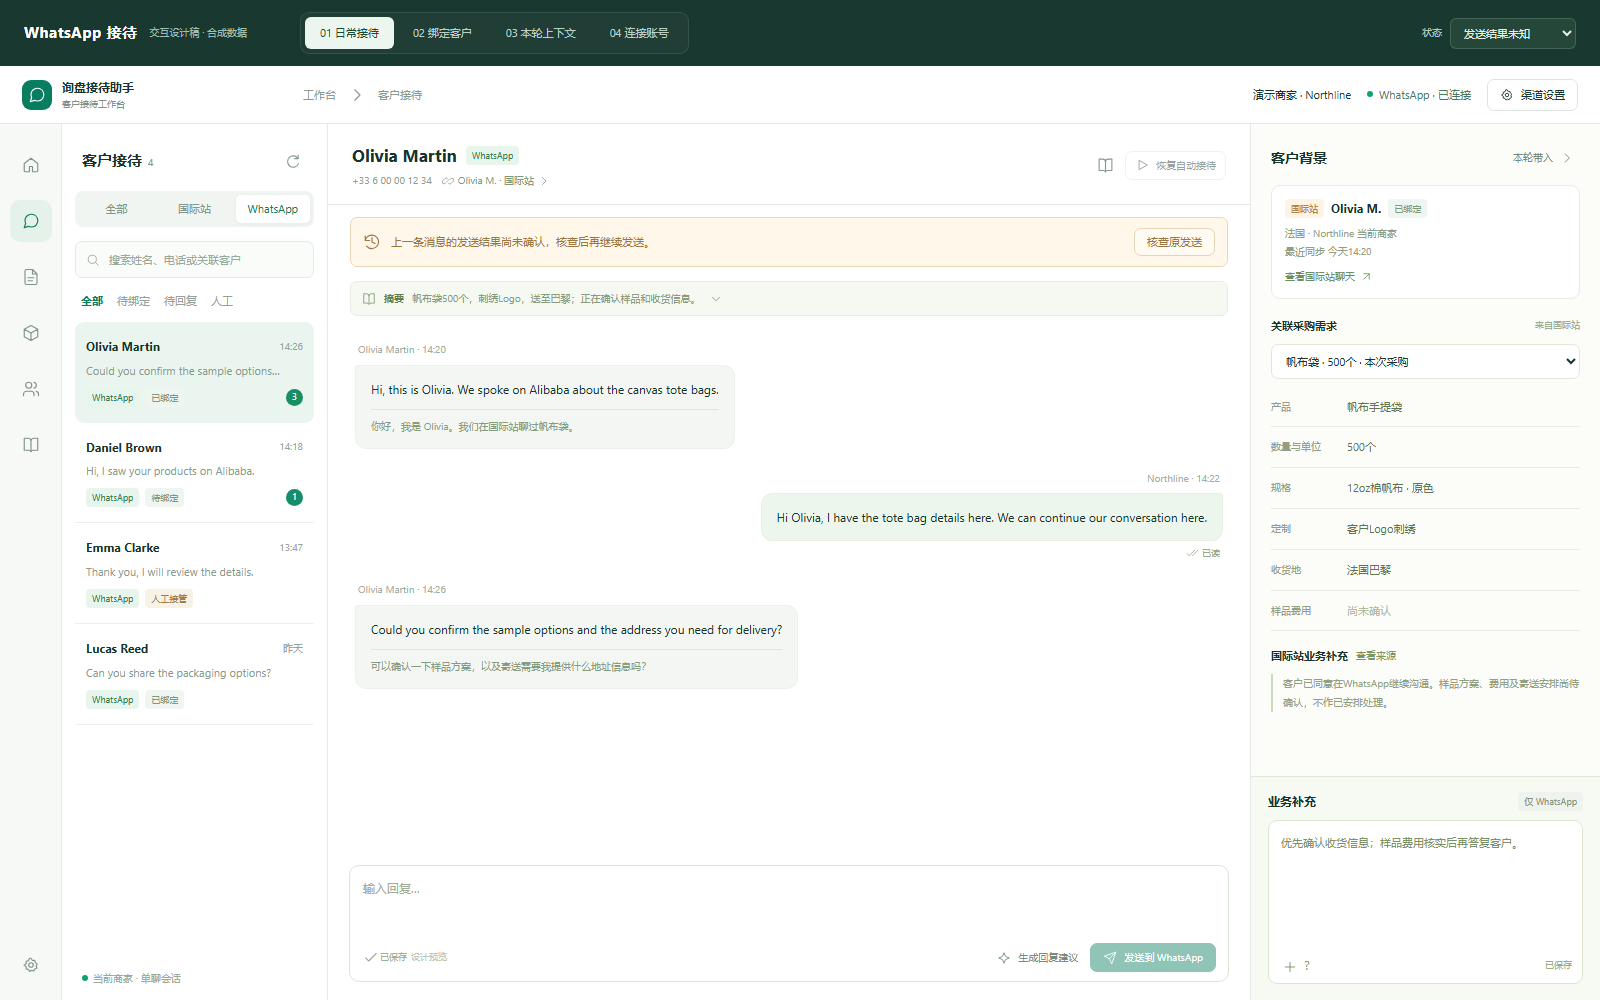 WhatsApp 接待
交互设计稿 · 合成数据
01 日常接待
02 绑定客户
03 本轮上下文
04 连接账号
状态
发送结果未知
询盘接待助手
客户接待工作台
工作台
客户接待
演示商家 · Northline
WhatsApp · 已连接
渠道设置
客户接待 4
全部
国际站
WhatsApp
搜索姓名、电话或关联客户
全部
待绑定
待回复
人工
Olivia Martin
14:26
Could you confirm the sample options...
WhatsApp
已绑定
3
Daniel Brown
14:18
Hi, I saw your products on Alibaba.
WhatsApp
待绑定
1
Emma Clarke
13:47
Thank you, I will review the details.
WhatsApp
人工接管
Lucas Reed
昨天
Can you share the packaging options?
WhatsApp
已绑定
当前商家 · 单聊会话
Olivia Martin
WhatsApp
+33 6 00 00 12 34
Olivia M. · 国际站
恢复自动接待
上一条消息的发送结果尚未确认，核查后再继续发送。
核查原发送
摘要 帆布袋500个，刺绣Logo，送至巴黎；正在确认样品和收货信息。
Olivia Martin · 14:20
Hi, this is Olivia. We spoke on Alibaba about the canvas tote bags.
你好，我是 Olivia。我们在国际站聊过帆布袋。
Northline · 14:22
Hi Olivia, I have the tote bag details here. We can continue our conversation here.
已读
Olivia Martin · 14:26
Could you confirm the sample options and the address you need for delivery?
可以确认一下样品方案，以及寄送需要我提供什么地址信息吗？
输入回复...
已保存 设计预览
生成回复建议
发送到 WhatsApp
客户背景
本轮带入
国际站
Olivia M.
已绑定
法国 · Northline 当前商家
最近同步 今天14:20
查看国际站聊天
关联采购需求
来自国际站
帆布袋 · 500个 · 本次采购
产品 帆布手提袋
数量与单位 500个
规格 12oz棉帆布 · 原色
定制 客户Logo刺绣
收货地 法国巴黎
样品费用 尚未确认
国际站业务补充 查看来源
客户已同意在WhatsApp继续沟通。样品方案、费用及寄送安排尚待
确认，不作已安排处理。
业务补充
仅 WhatsApp
优先确认收货信息；样品费用核实后再答复客户。
?
已保存